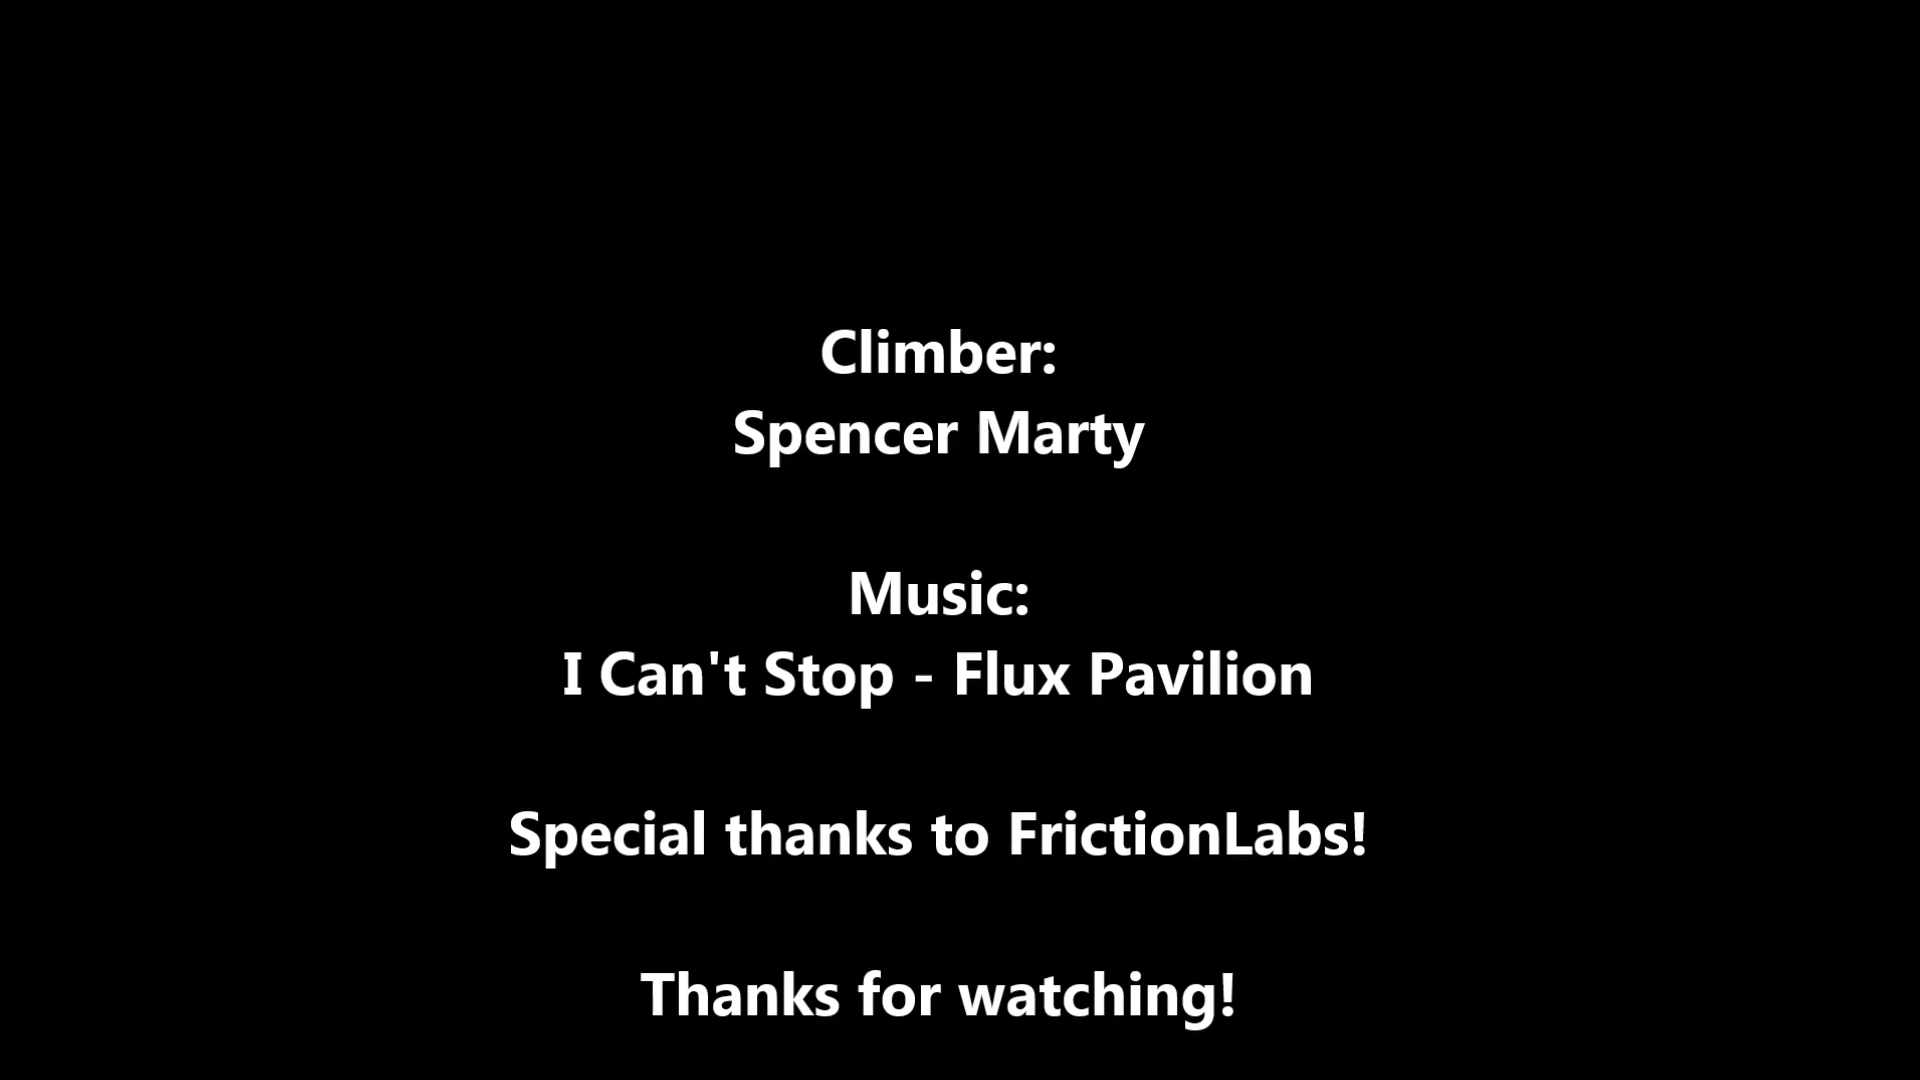 Climber:
Spencer Marty
Music:
I Can't Stop - Flux Pavilion
Special thanks to FrictionLabs!
Thanks for watching!